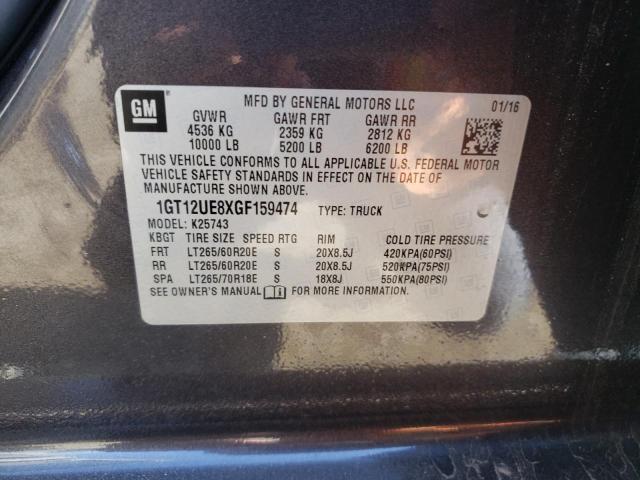 GM
MFD BY GENERAL MOTORS LLC 01/16
GVWR GAWR FRT GAWR RR
4536 KG 2359 KG 2812 KG
10000 LB 5200 LB 6200 LB
THIS VEHICLE CONFORMS TO ALL APPLICABLE U.S. FEDERAL MOTOR
VEHICLE SAFETY STANDARDS IN EFFECT ON THE DATE OF
MANUFACTURE SHOWN ABOVE.
1GT12UE8XGF159474 TYPE: TRUCK
MODEL: K25743
KBGT TIRE SIZE SPEED RTG RIM COLD TIRE PRESSURE
FRT LT265/60R20E S 20X8.5J 420KPA(60PSI)
RR LT265/60R20E S 20X8.5J 520KPA(75PSI)
SPA LT265/70R18E S 18X8J 550KPA(80PSI)
SEE OWNER'S MANUAL FOR MORE INFORMATION.